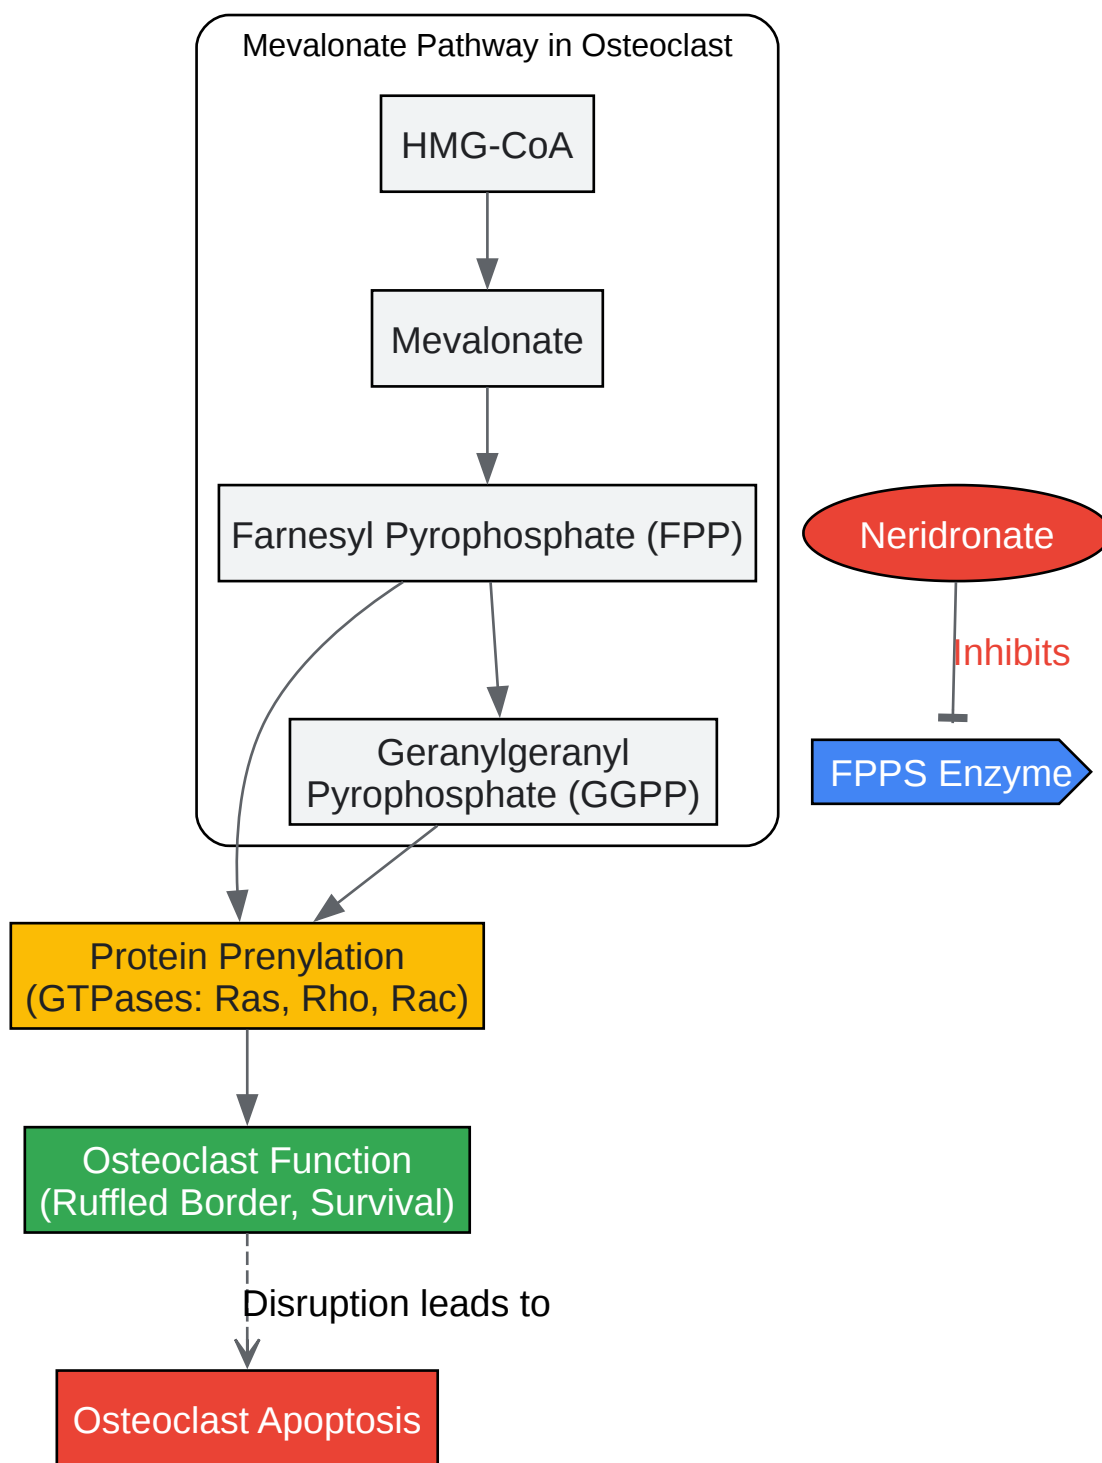 Mevalonate Pathway in Osteoclast
HMG-CoA
Mevalonate
Farnesyl Pyrophosphate (FPP)
Neridronate
Inhibits
Geranylgeranyl
Pyrophosphate (GGPP)
FPPS Enzyme
Protein Prenylation
(GTPases: Ras, Rho, Rac)
Osteoclast Function
(Ruffled Border, Survival)
Disruption leads to
Osteoclast Apoptosis